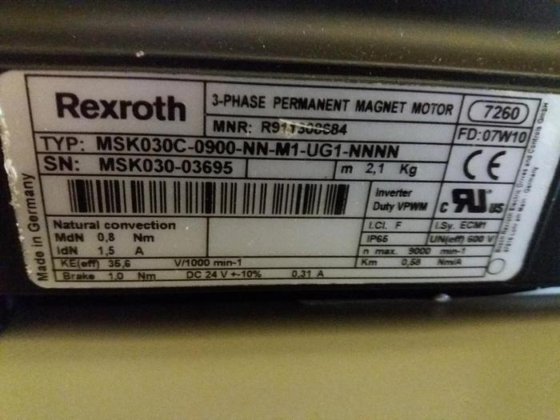 Rexroth
3-PHASE PERMANENT MAGNET MOTOR
7260
MNR:
FD: 07W10
TYP: MSK030C-0900-NN-M1-UG1-NNNN
SN: MSK030-03695
m 2,1 Kg
CE
Inverter
Duty VPWM
c UR us
Natural convection
MdN 0,8 Nm
IdN 1,5 A
I.Cl. F
I.Sy. ECM1
IP65
UN(eff) 600 V
n max. 9000 min-1
KE(eff) 35,6 V/1000 min-1
Km 0,58 Nm/A
Brake 1.0 Nm DC 24 V +-10% 0,31 A
Made in Germany